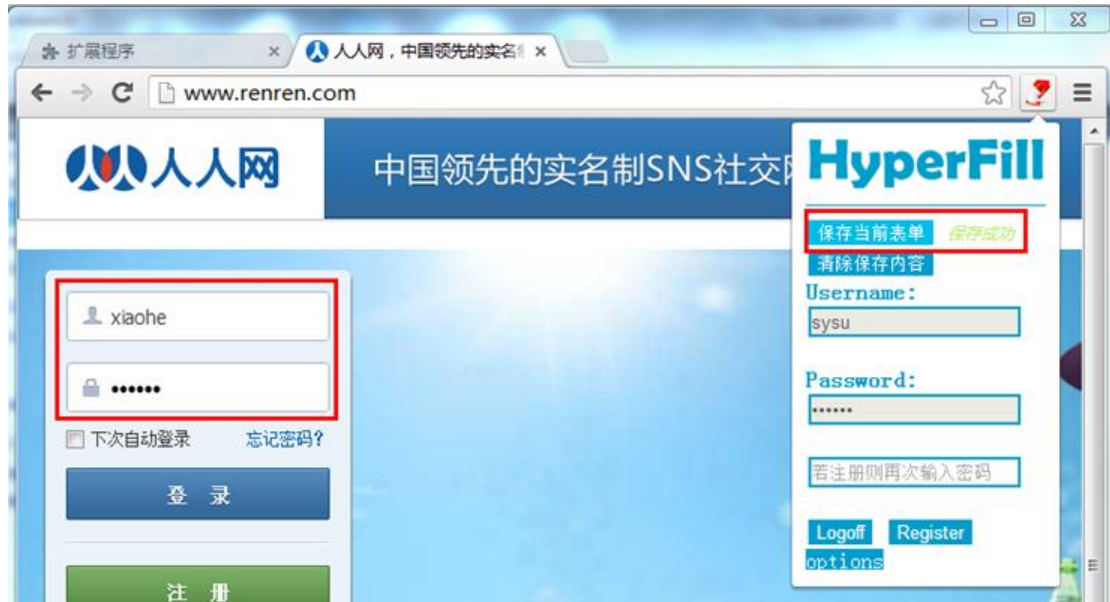 扩展程序
人人网，中国领先的实名
www.renren.com
人人网
中国领先的实名制SNS社交
HyperFill
保存当前表单 保存成功
清除保存内容
Username:
sysu
Password:
••••••
若注册则再次输入密码
Logoff Register
options
xiaohe
••••••
下次自动登录 忘记密码?
登 录
注 册